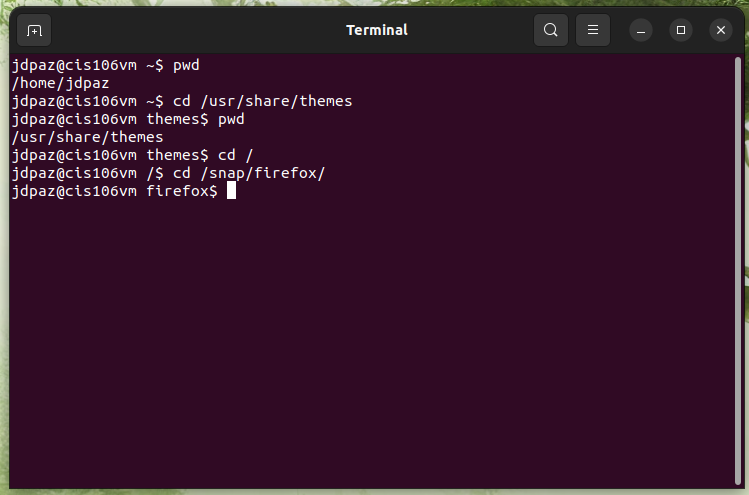 Terminal
jdpaz@cis106vm ~$ pwd
/home/jdpaz
jdpaz@cis106vm ~$ cd /usr/share/themes
jdpaz@cis106vm themes$ pwd
/usr/share/themes
jdpaz@cis106vm themes$ cd /
jdpaz@cis106vm /$ cd /snap/firefox/
jdpaz@cis106vm firefox$